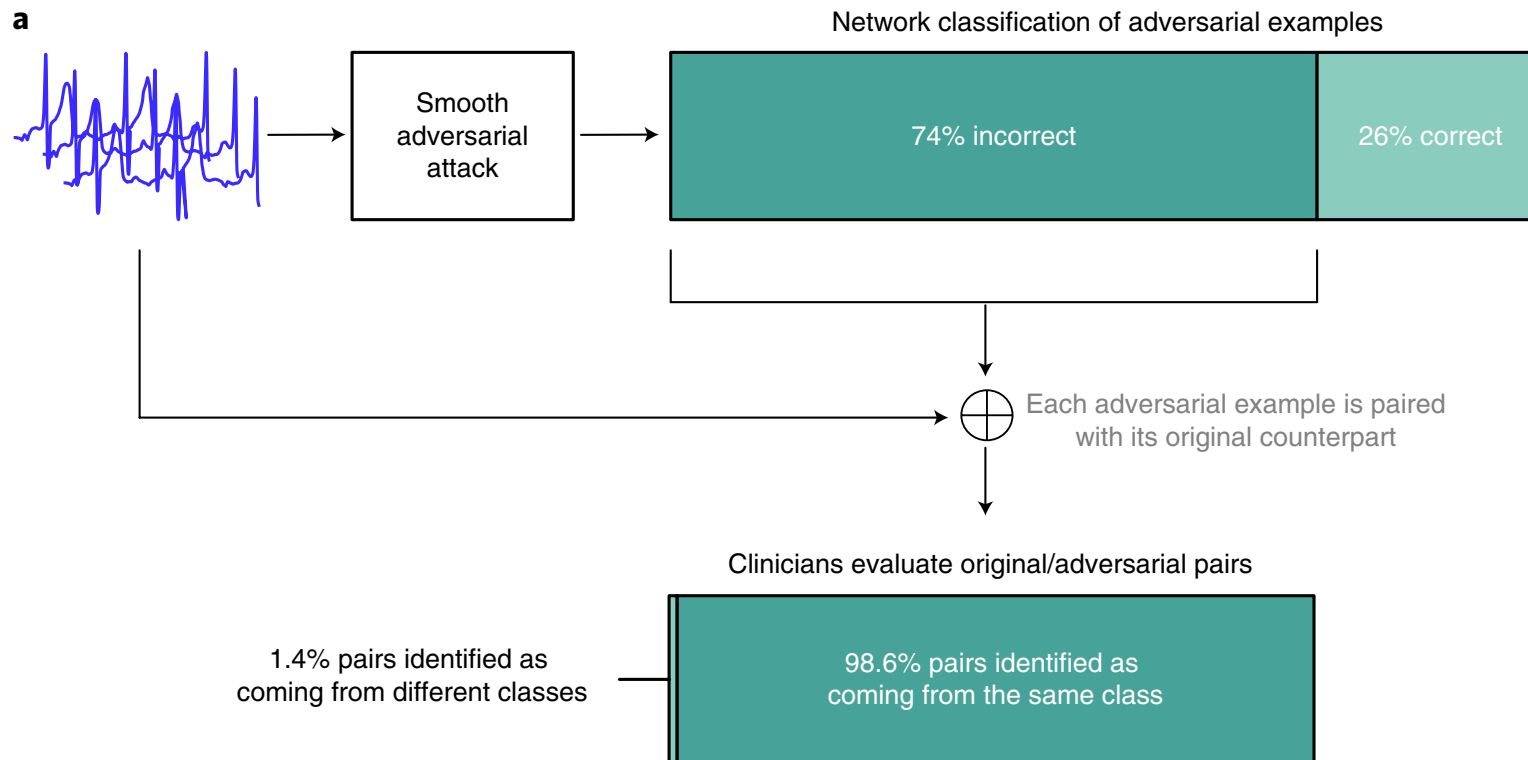 a
Network classification of adversarial examples
Smooth
adversarial
attack
74% incorrect
26% correct
Each adversarial example is paired
with its original counterpart
Clinicians evaluate original/adversarial pairs
1.4% pairs identified as
coming from different classes
98.6% pairs identified as
coming from the same class